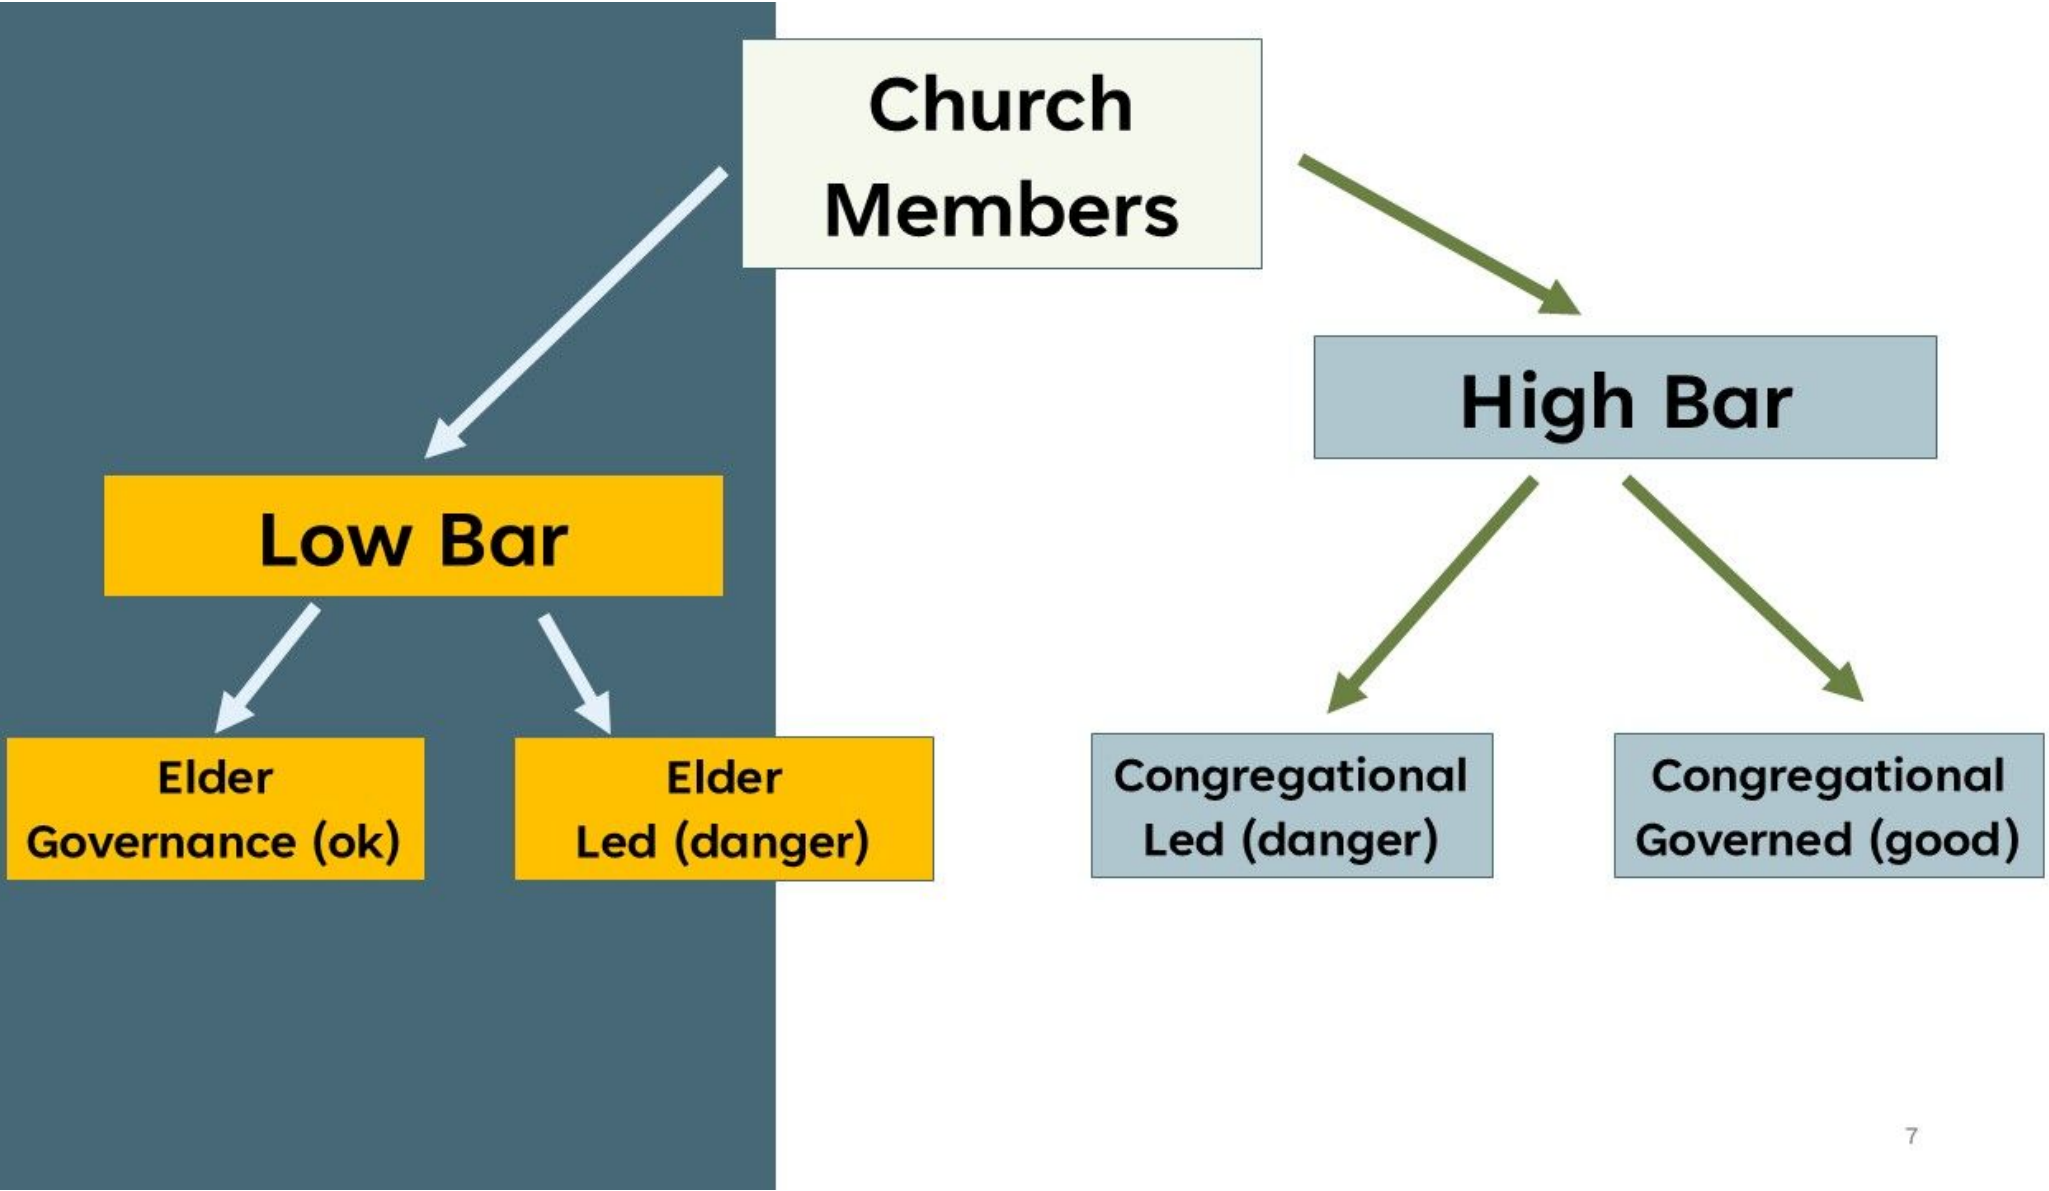 Church
Members
High Bar
Low Bar
Elder
Governance (ok)
Elder
Led (danger)
Congregational
Led (danger)
Congregational
Governed (good)
7